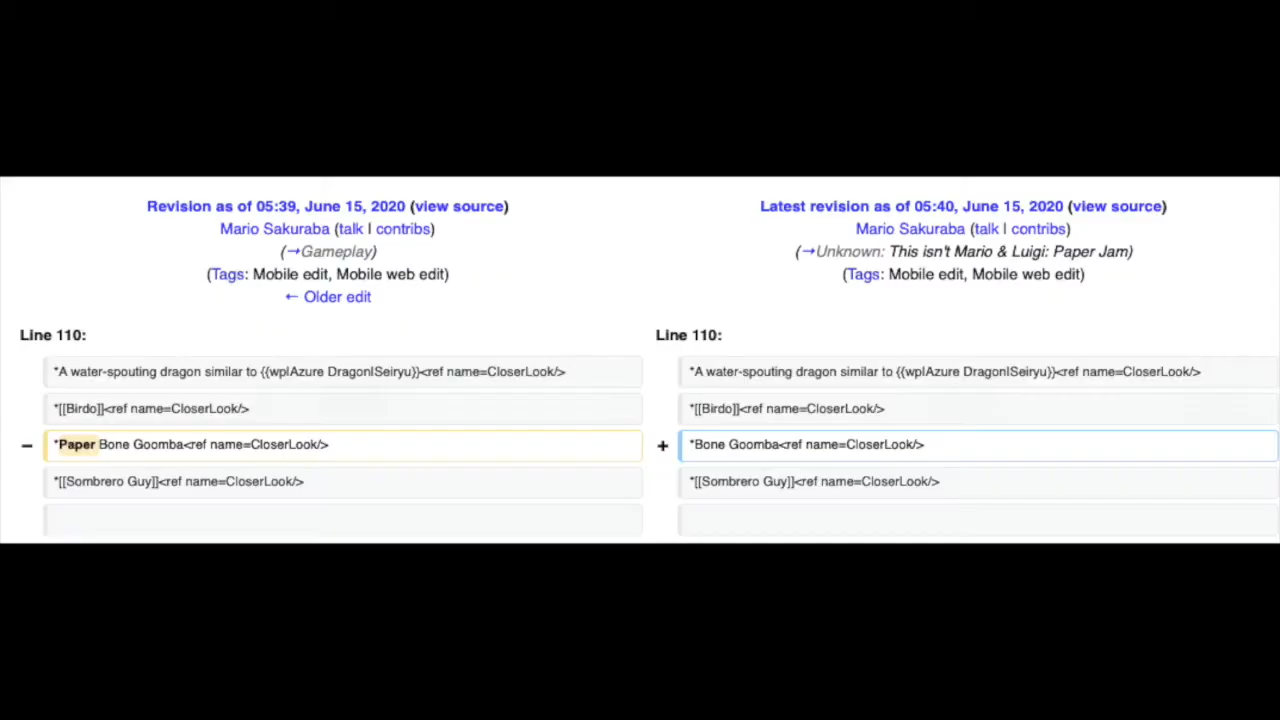 Revision as of 05:39, June 15, 2020 (view source)
Mario Sakuraba (talk | contribs)
(→Gameplay)
(Tags: Mobile edit, Mobile web edit)
← Older edit
Line 110:
*A water-spouting dragon similar to {{wp|Azure Dragon|Seiryu}}<ref name=CloserLook/>
*[[Birdo]]<ref name=CloserLook/>
− *Paper Bone Goomba<ref name=CloserLook/>
*[[Sombrero Guy]]<ref name=CloserLook/>
Latest revision as of 05:40, June 15, 2020 (view source)
Mario Sakuraba (talk | contribs)
(→Unknown: This isn't Mario & Luigi: Paper Jam)
(Tags: Mobile edit, Mobile web edit)
Line 110:
*A water-spouting dragon similar to {{wp|Azure Dragon|Seiryu}}<ref name=CloserLook/>
*[[Birdo]]<ref name=CloserLook/>
+ *Bone Goomba<ref name=CloserLook/>
*[[Sombrero Guy]]<ref name=CloserLook/>